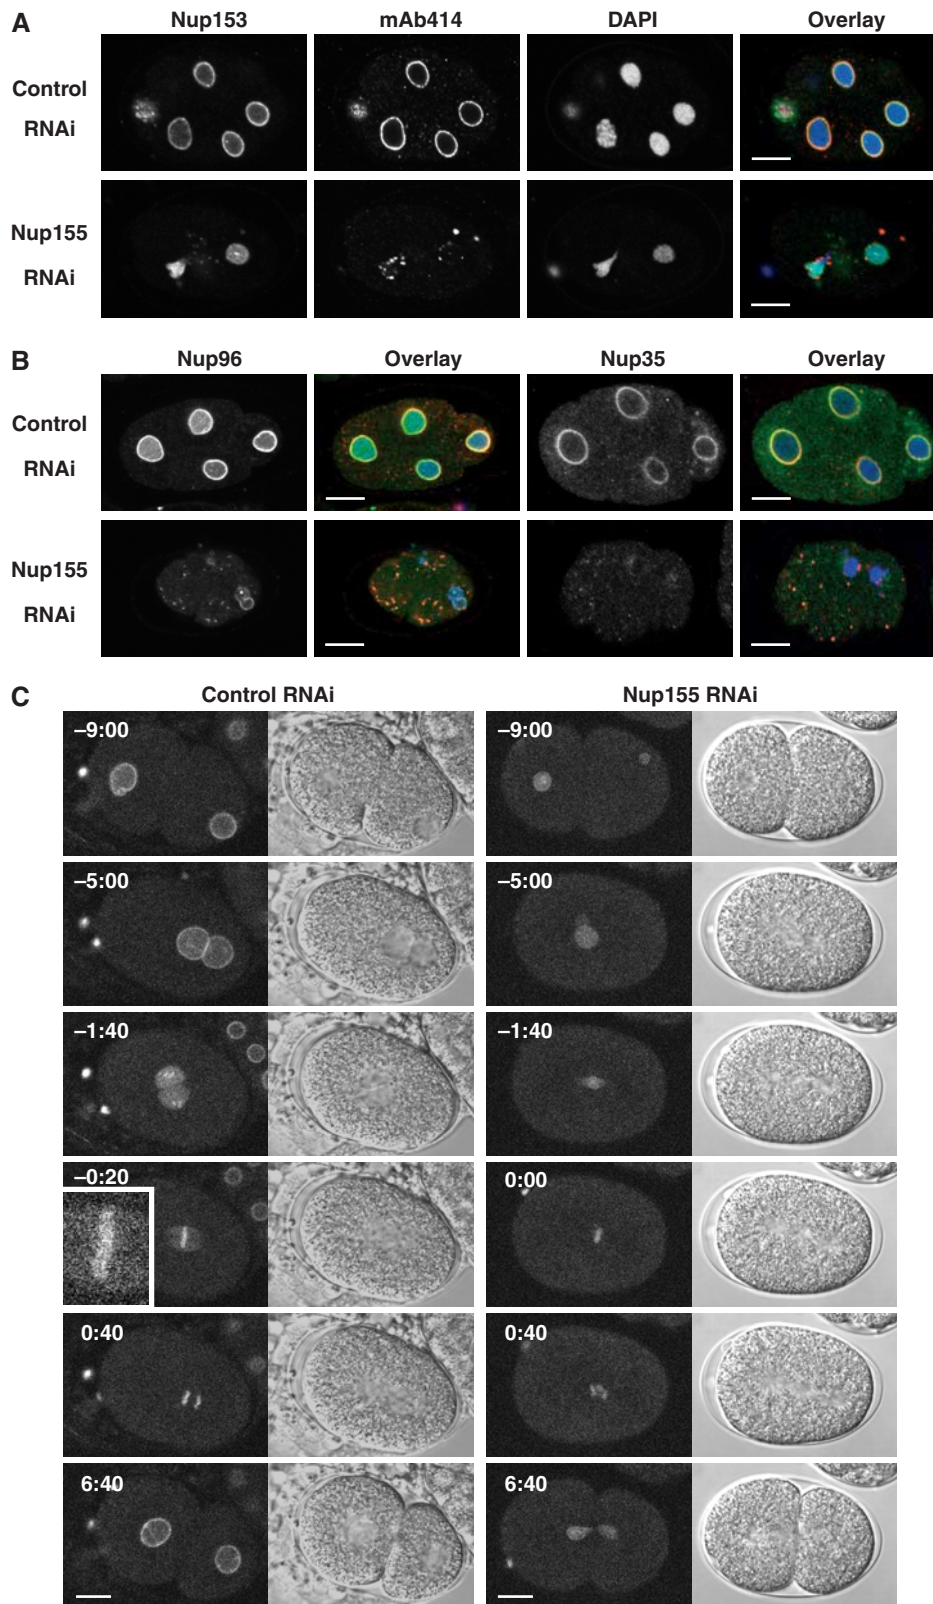 A Nup153 mAb414 DAPI Overlay
Control
RNAi
Nup155
RNAi
B Nup96 Overlay Nup35 Overlay
Control
RNAi
Nup155
RNAi
C Control RNAi Nup155 RNAi
–9:00 –9:00
–5:00 –5:00
–1:40 –1:40
–0:20 0:00
0:40 0:40
6:40 6:40